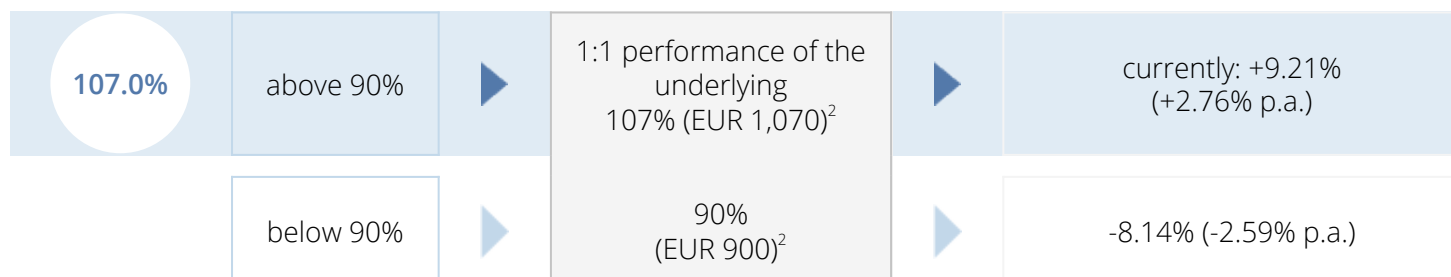 107.0%
above 90%
1:1 performance of the
underlying
107% (EUR 1,070)²
currently: +9.21%
(+2.76% p.a.)
below 90%
90%
(EUR 900)²
-8.14% (-2.59% p.a.)